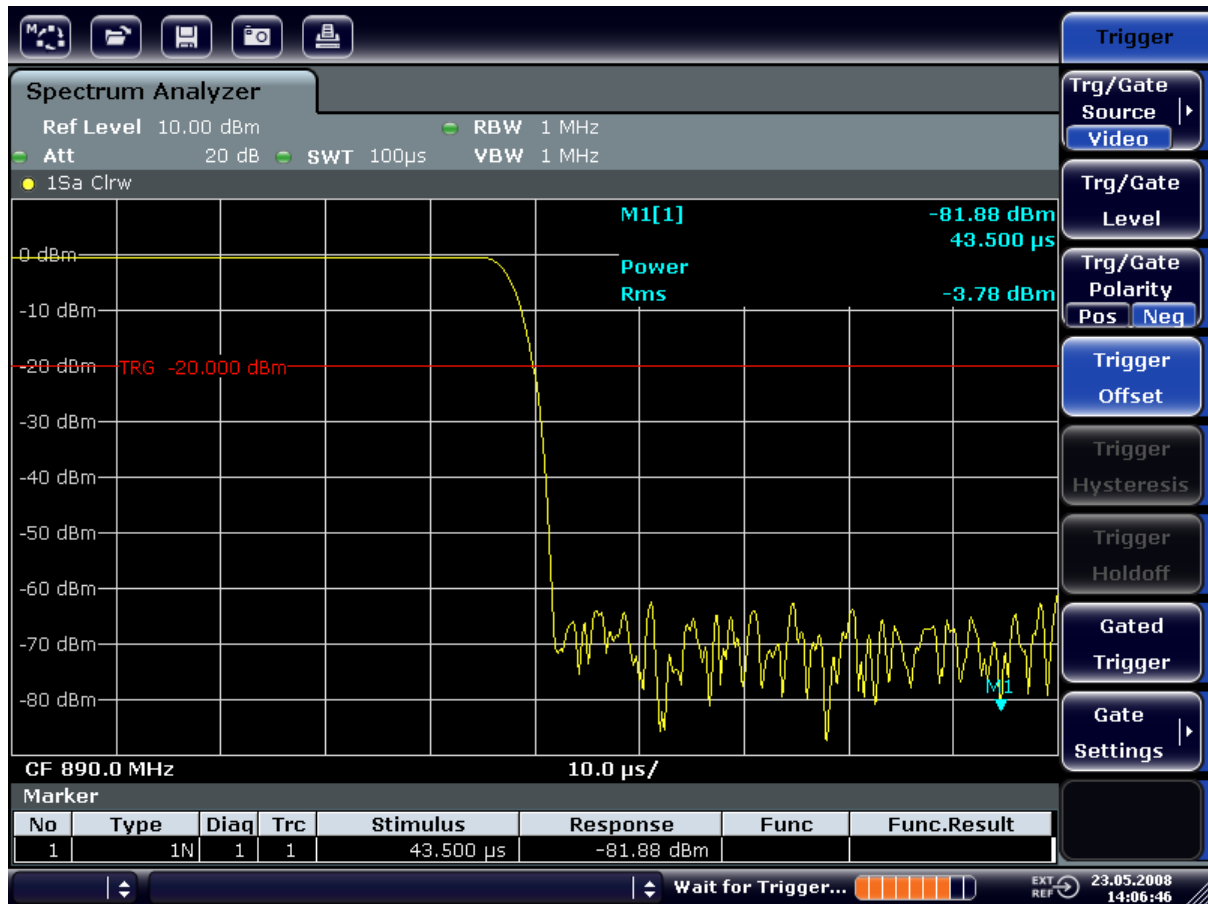 Trigger
Spectrum Analyzer
Ref Level 10.00 dBm RBW 1 MHz
Att 20 dB SWT 100µs VBW 1 MHz
1Sa Clrw
M1[1] -81.88 dBm
43.500 µs
Power
Rms -3.78 dBm
0 dBm
-10 dBm
-20 dBm TRG -20.000 dBm
-30 dBm
-40 dBm
-50 dBm
-60 dBm
-70 dBm
-80 dBm
M1
CF 890.0 MHz 10.0 µs/
Marker
No Type Diag Trc Stimulus Response Func Func.Result
1 1N 1 1 43.500 µs -81.88 dBm
Wait for Trigger... EXT REF 23.05.2008
14:06:46
Trg/Gate
Source
Video
Trg/Gate
Level
Trg/Gate
Polarity
Pos Neg
Trigger
Offset
Trigger
Hysteresis
Trigger
Holdoff
Gated
Trigger
Gate
Settings